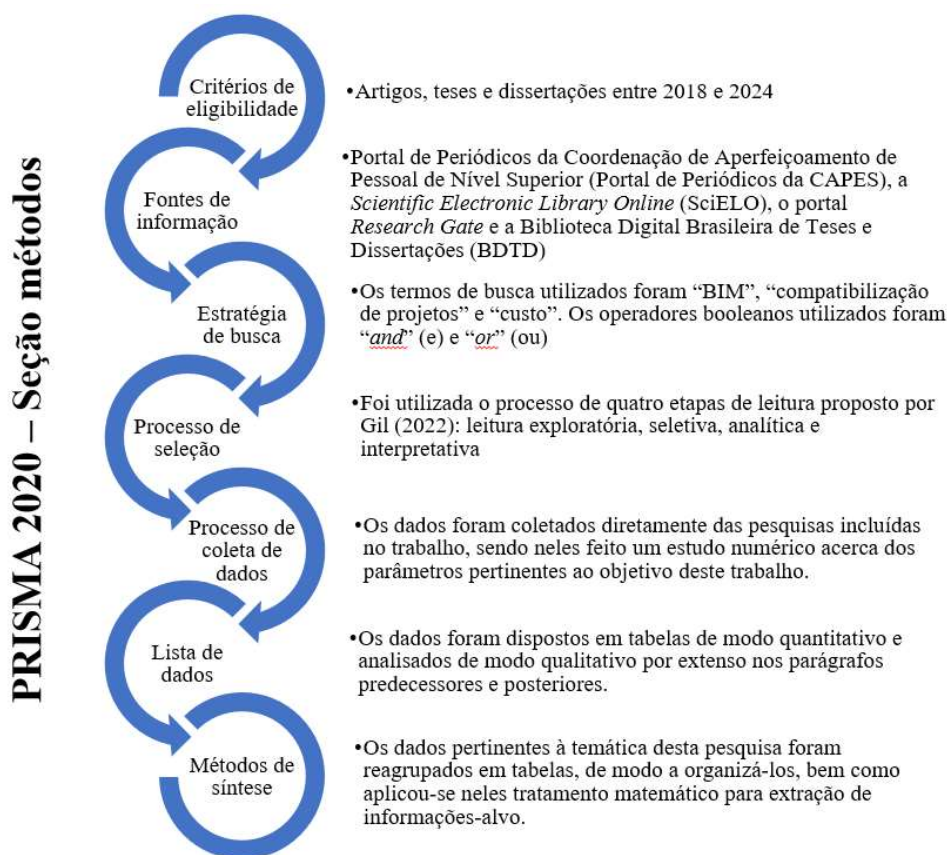 PRISMA 2020 – Seção métodos
Critérios de
eligibilidade
•Artigos, teses e dissertações entre 2018 e 2024
Fontes de
informação
•Portal de Periódicos da Coordenação de Aperfeiçoamento de
Pessoal de Nível Superior (Portal de Periódicos da CAPES), a
Scientific Electronic Library Online (SciELO), o portal
Research Gate e a Biblioteca Digital Brasileira de Teses e
Dissertações (BDTD)
Estratégia
de busca
•Os termos de busca utilizados foram “BIM”, “compatibilização
de projetos” e “custo”. Os operadores booleanos utilizados foram
“and” (e) e “or” (ou)
Processo de
seleção
•Foi utilizada o processo de quatro etapas de leitura proposto por
Gil (2022): leitura exploratória, seletiva, analítica e
interpretativa
Processo de
coleta de
dados
•Os dados foram coletados diretamente das pesquisas incluídas
no trabalho, sendo neles feito um estudo numérico acerca dos
parâmetros pertinentes ao objetivo deste trabalho.
Lista de
dados
•Os dados foram dispostos em tabelas de modo quantitativo e
analisados de modo qualitativo por extenso nos parágrafos
predecessores e posteriores.
Métodos de
síntese
•Os dados pertinentes à temática desta pesquisa foram
reagrupados em tabelas, de modo a organizá-los, bem como
aplicou-se neles tratamento matemático para extração de
informações-alvo.